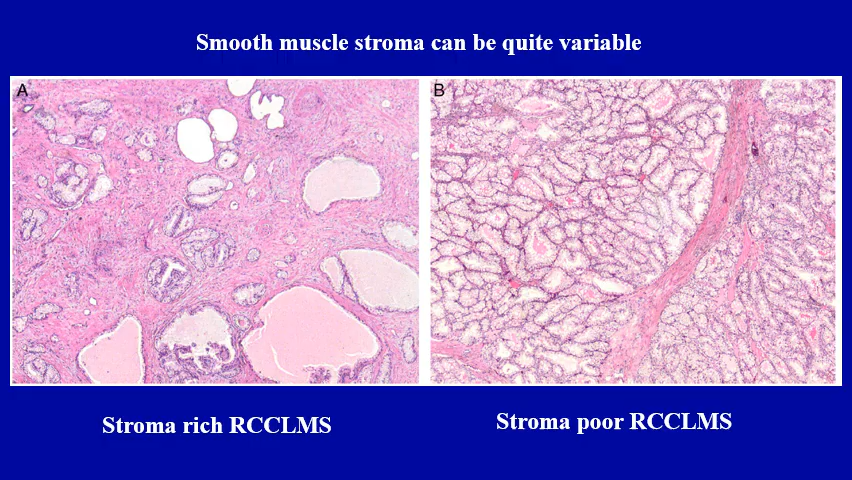 Smooth muscle stroma can be quite variable
A
B
Stroma rich RCCLMS
Stroma poor RCCLMS